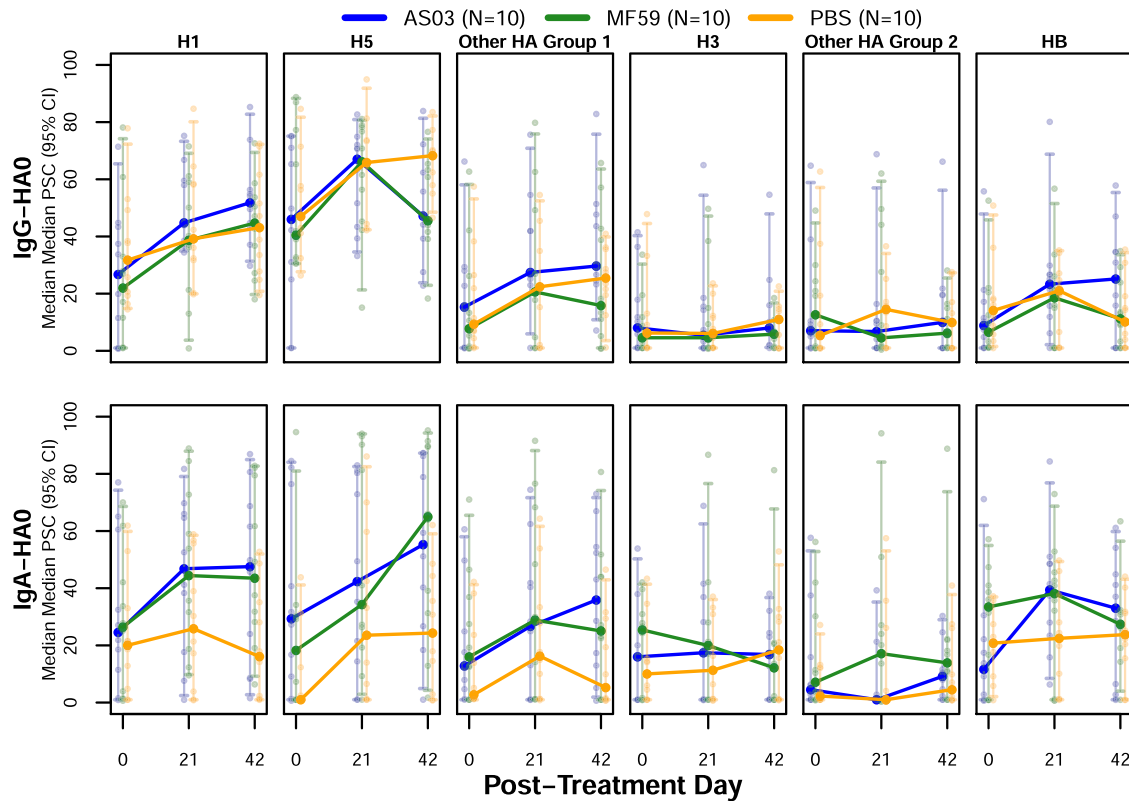 AS03 (N=10) MF59 (N=10) PBS (N=10)
H1 H5 Other HA Group 1 H3 Other HA Group 2 HB
IgG−HA0
Median Median PSC (95% CI)
100
80
60
40
20
0
IgA−HA0
Median Median PSC (95% CI)
100
80
60
40
20
0
0 21 42 0 21 42 0 21 42 0 21 42 0 21 42 0 21 42
Post−Treatment Day